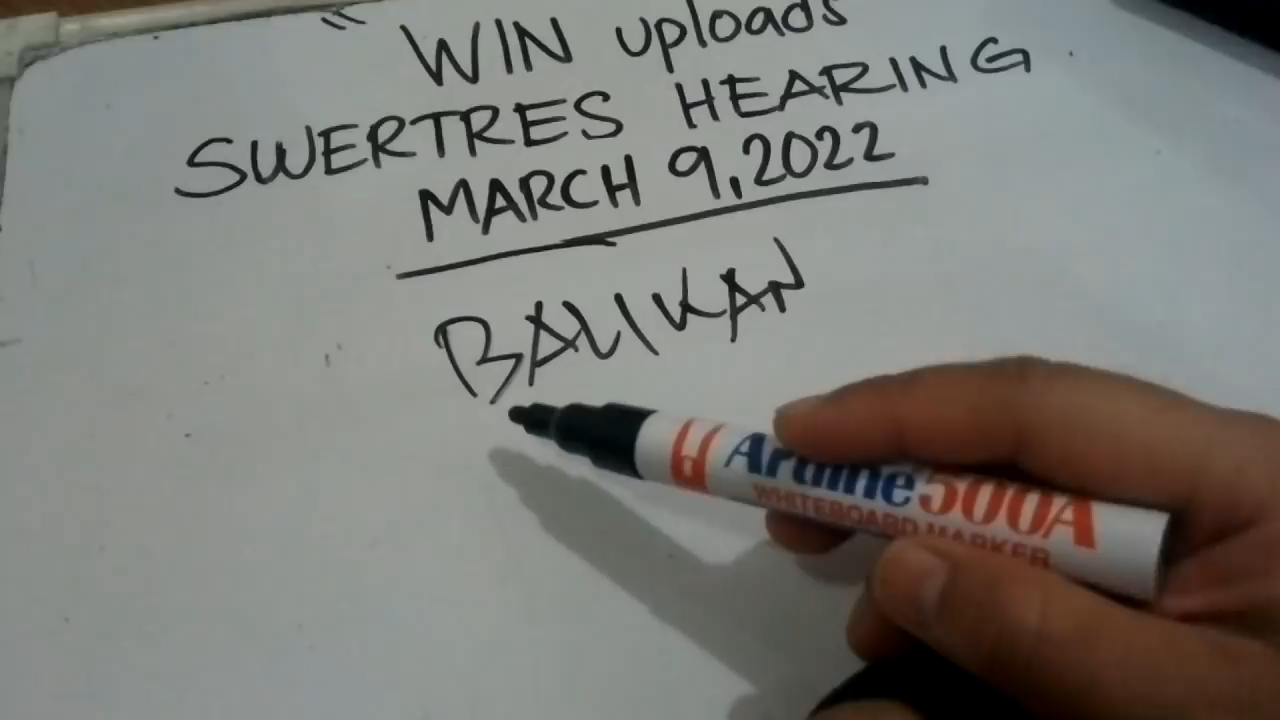 " WIN uploads
SWERTRES HEARING
MARCH 9, 2022
BALIKAN
Artline 500A
WHITEBOARD MARKER